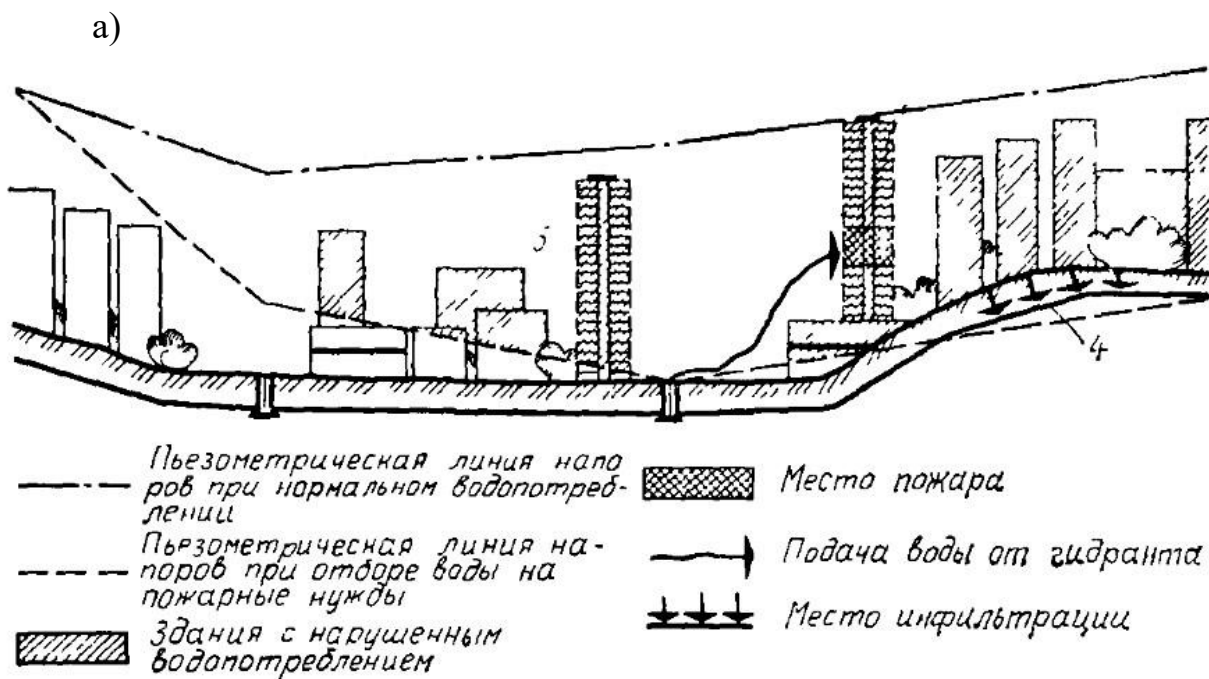 а)
5
4
Пьезометрическая линия напо
ров при нормальном водопотреб-
лении
Пьезометрическая линия на-
поров при отборе воды на
пожарные нужды
Здания с нарушенным
водопотреблением
Место пожара
Подача воды от гидранта
Место инфильтрации